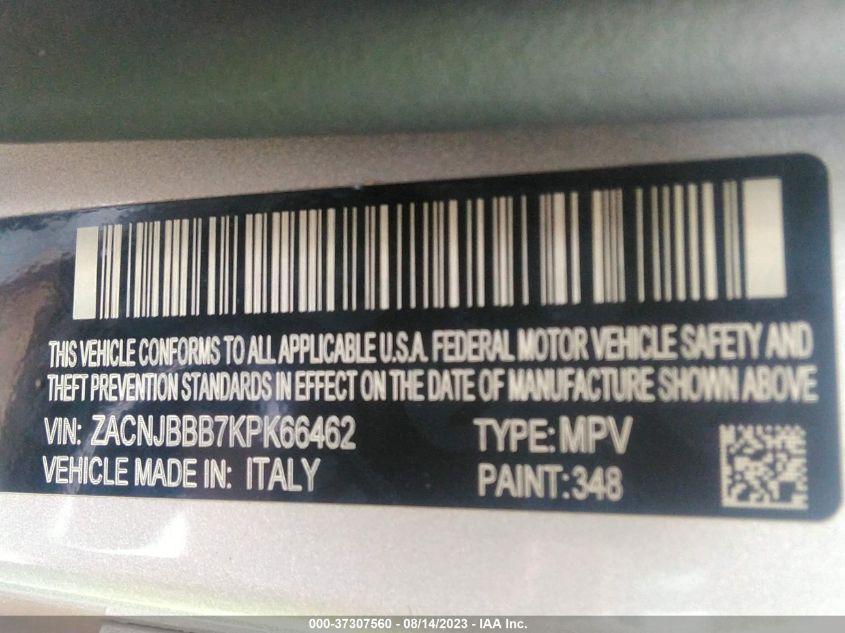 THIS VEHICLE CONFORMS TO ALL APPLICABLE U.S.A. FEDERAL MOTOR VEHICLE SAFETY AND
THEFT PREVENTION STANDARDS IN EFFECT ON THE DATE OF MANUFACTURE SHOWN ABOVE
VIN: ZACNJBBB7KPK66462 TYPE: MPV
VEHICLE MADE IN: ITALY PAINT: 348
000-37307560 - 08/14/2023 - IAA Inc.